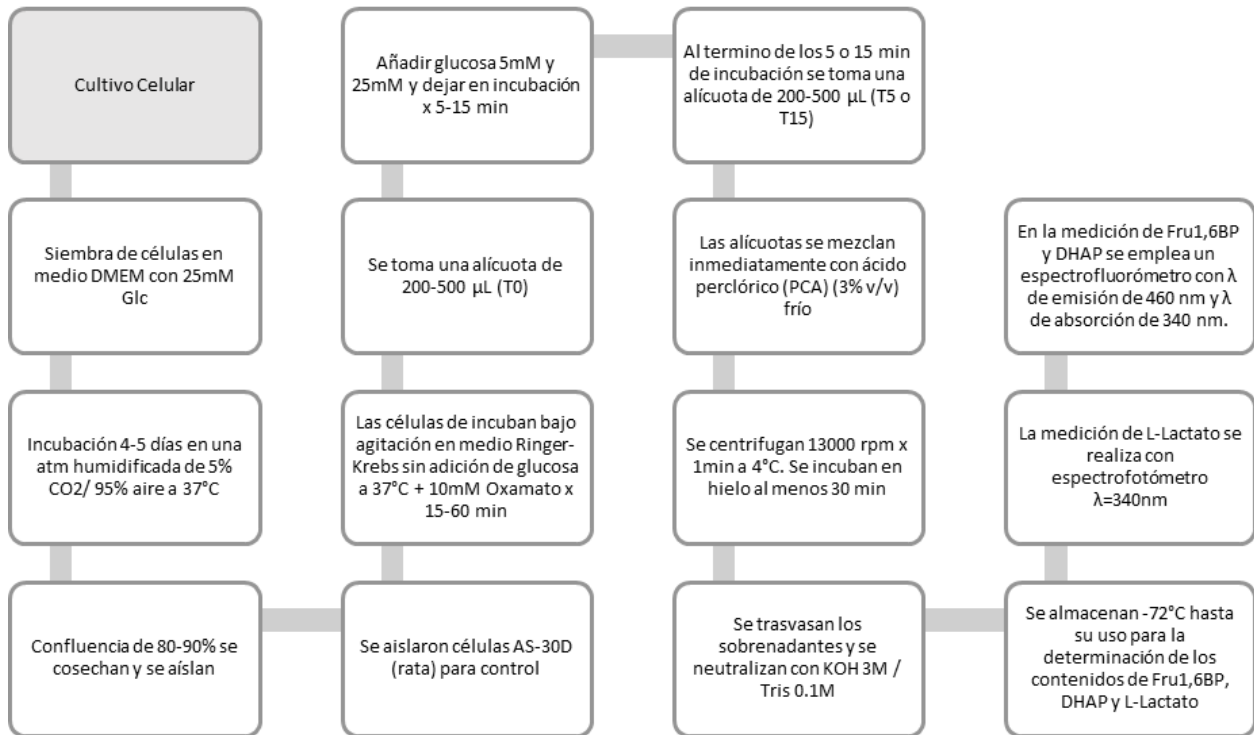 Cultivo Celular
Siembra de células en
medio DMEM con 25mM
Glc
Incubación 4-5 días en una
atm humidificada de 5%
CO2/ 95% aire a 37°C
Confluencia de 80-90% se
cosechan y se aíslan
Se aislaron células AS-30D
(rata) para control
Las células de incuban bajo
agitación en medio Ringer-
Krebs sin adición de glucosa
a 37°C + 10mM Oxamato x
15-60 min
Se toma una alícuota de
200-500 µL (T0)
Añadir glucosa 5mM y
25mM y dejar en incubación
x 5-15 min
Al termino de los 5 o 15 min
de incubación se toma una
alícuota de 200-500 µL (T5 o
T15)
Las alícuotas se mezclan
inmediatamente con ácido
perclórico (PCA) (3% v/v)
frío
Se centrifugan 13000 rpm x
1min a 4°C. Se incuban en
hielo al menos 30 min
Se trasvasan los
sobrenadantes y se
neutralizan con KOH 3M /
Tris 0.1M
Se almacenan -72°C hasta
su uso para la
determinación de los
contenidos de Fru1,6BP,
DHAP y L-Lactato
La medición de L-Lactato se
realiza con
espectrofotómetro
λ=340nm
En la medición de Fru1,6BP
y DHAP se emplea un
espectrofluorómetro con λ
de emisión de 460 nm y λ
de absorción de 340 nm.